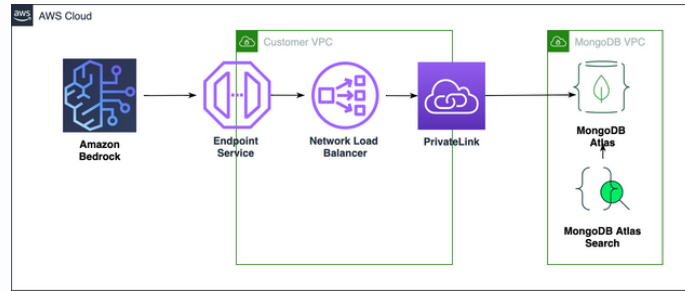 aws
AWS Cloud
Customer VPC
MongoDB VPC
Amazon
Bedrock
Endpoint
Service
Network Load
Balancer
PrivateLink
MongoDB
Atlas
MongoDB Atlas
Search